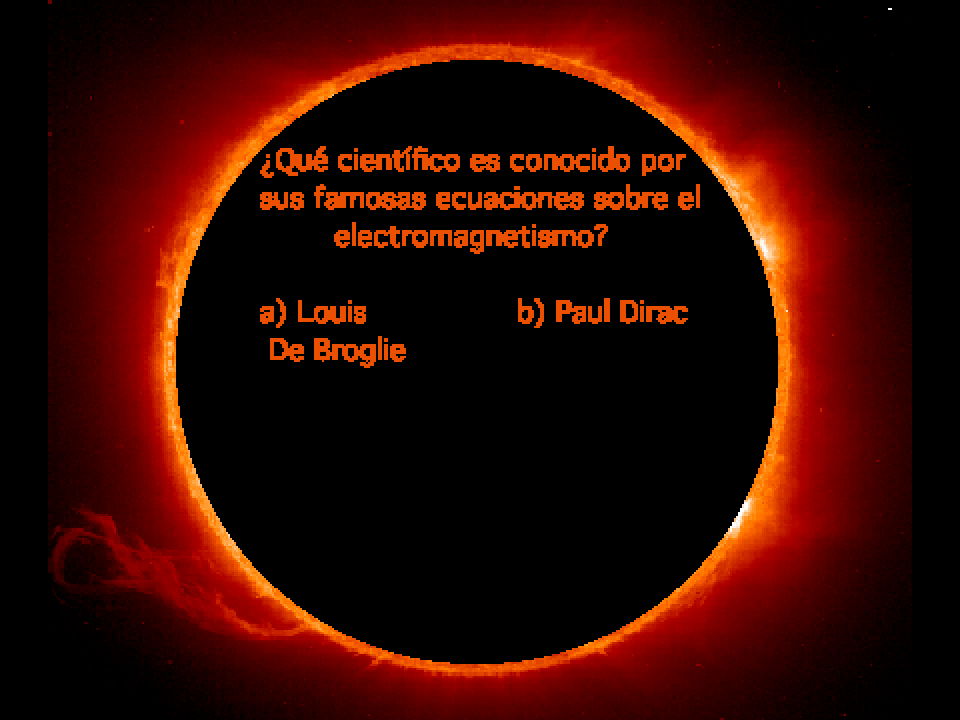 ¿Qué científico es conocido por
sus famosas ecuaciones sobre el
electromagnetismo?
a) Louis b) Paul Dirac
De Broglie